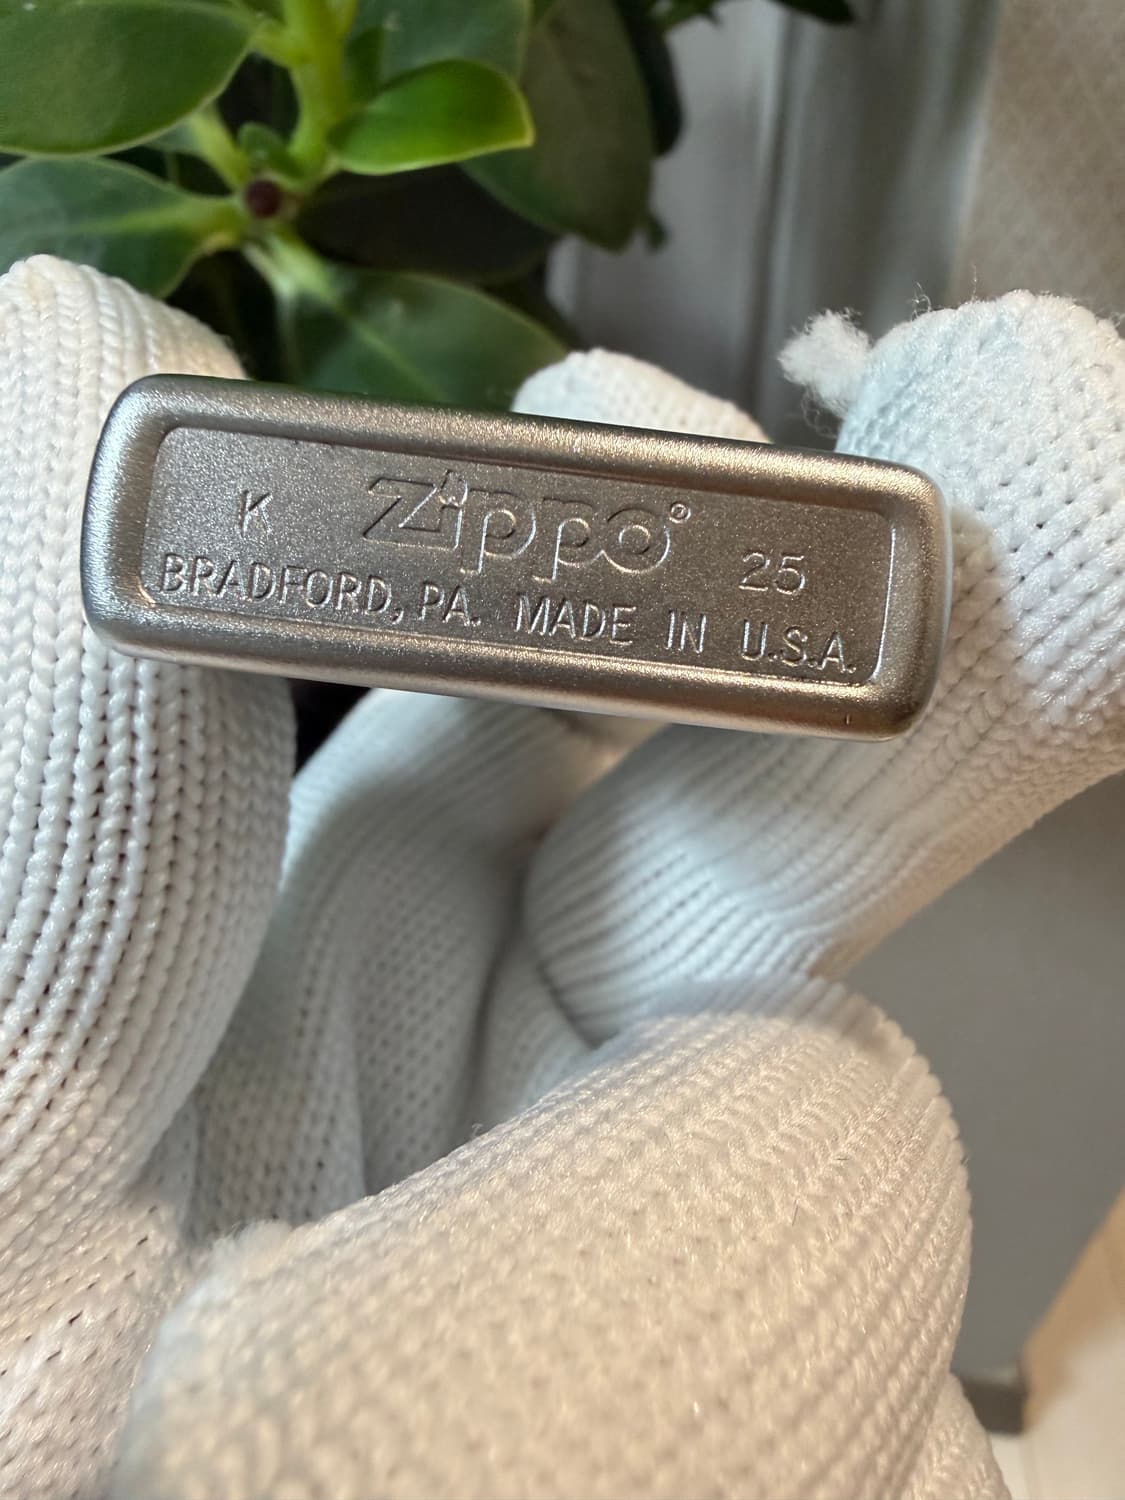 K Zippo® 25
BRADFORD, PA. MADE IN U.S.A.